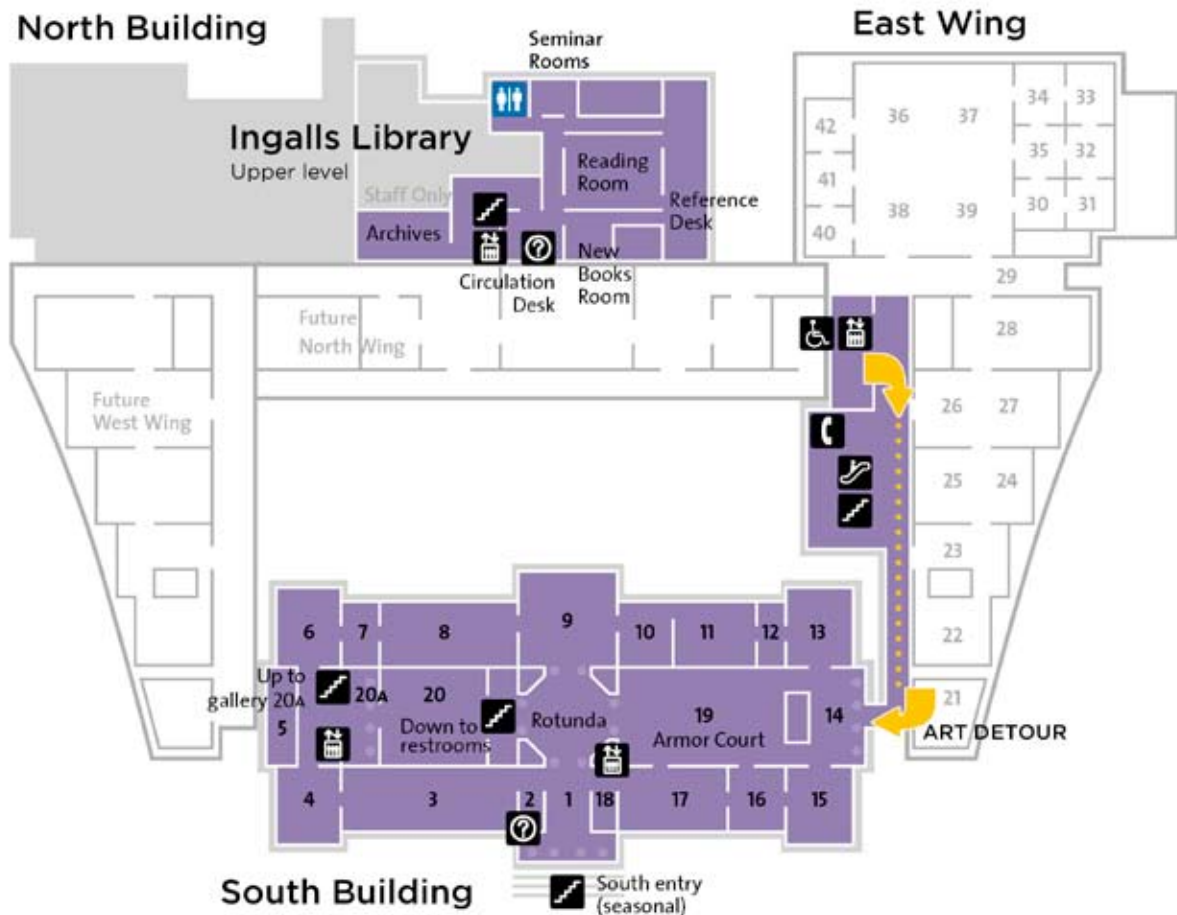 North Building
East Wing
Seminar
Rooms
Ingalls Library
Upper level
Staff Only
Reading
Room
Reference
Desk
Archives
Circulation
Desk
New
Books
Room
34
33
36
37
42
35
32
41
38
39
30
31
40
29
Future
North Wing
28
Future
West Wing
26
27
25
24
23
22
21
6
7
8
9
10
11
12
13
Up to
gallery 20A
20A
20
5
Down to
restrooms
Rotunda
19
Armor Court
14
ART DETOUR
4
3
2
1
18
17
16
15
?
?
South Building
South entry
(seasonal)